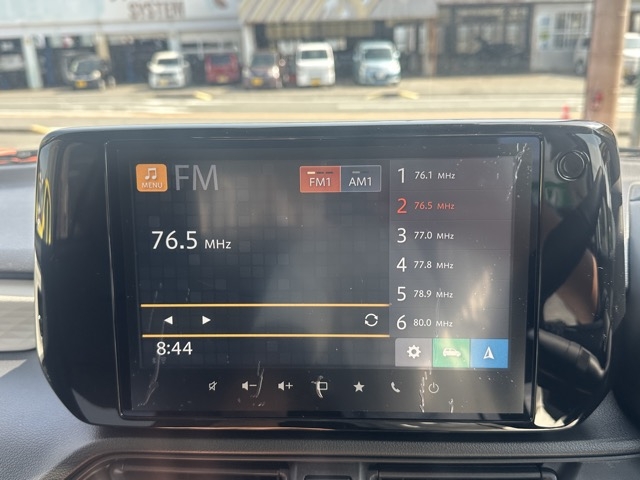 SYSTEM
MENU
FM
FM1 AM1
76.5 MHz
1 76.1 MHz
2 76.5 MHz
3 77.0 MHz
4 77.8 MHz
5 78.9 MHz
6 80.0 MHz
8:44